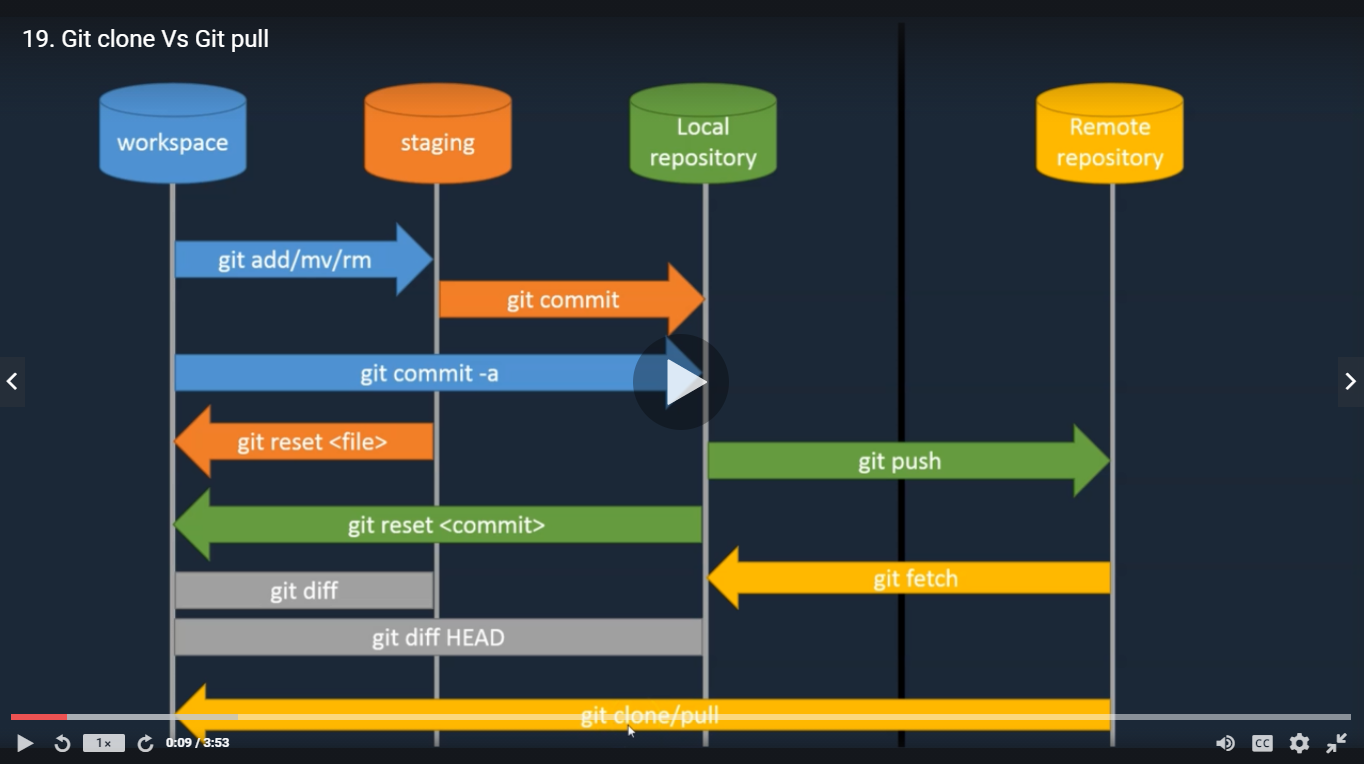 19. Git clone Vs Git pull
workspace
staging
Local
repository
Remote
repository
git add/mv/rm
git commit
git commit -a
git reset <file>
git push
git reset <commit>
git fetch
git diff
git diff HEAD
git clone/pull
1×
0:09 / 3:53
CC